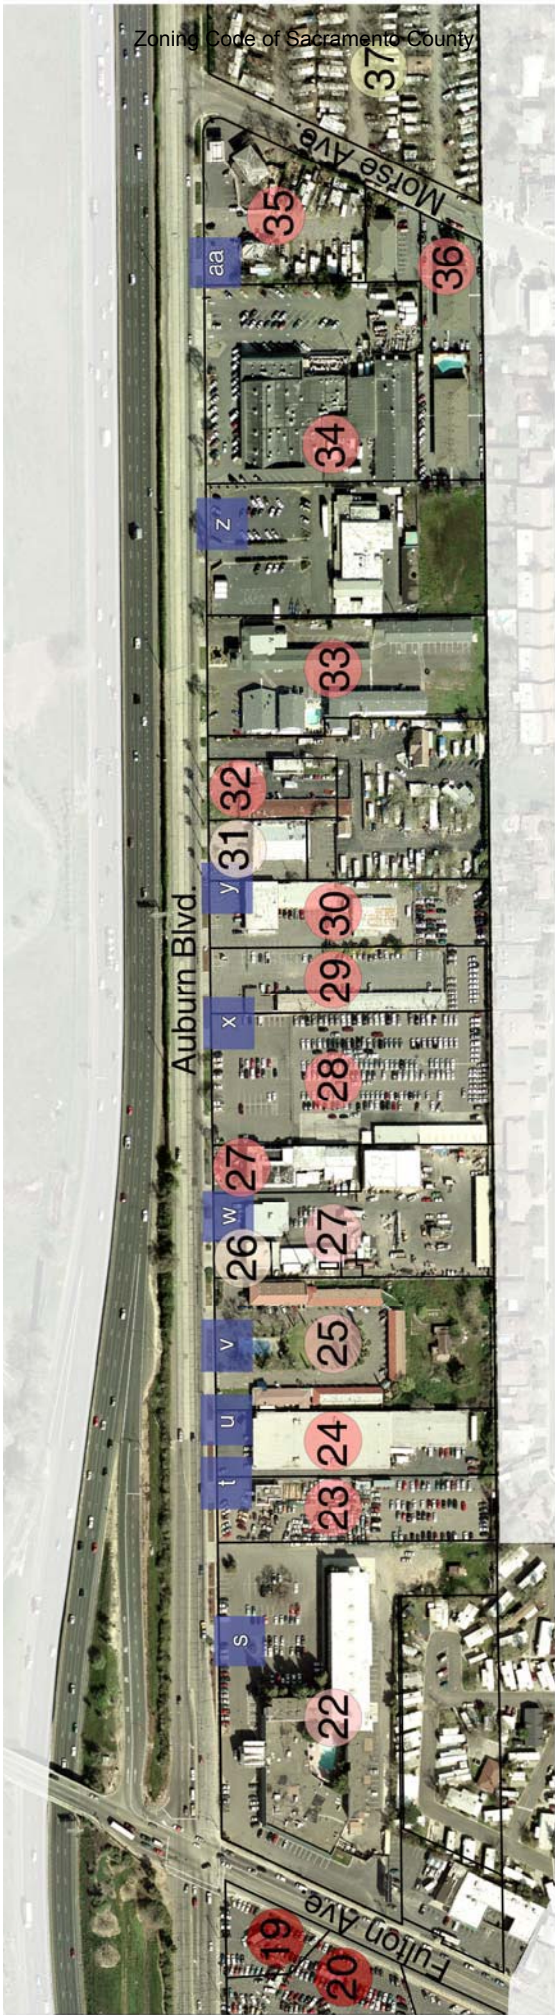 Zoning Code of Sacramento County
37
Morse Ave.
35
aa
36
34
z
33
32
31
y
30
Auburn Blvd.
29
x
28
27
w
27
26
v
25
u
24
t
23
s
22
Fulton Ave
19
20